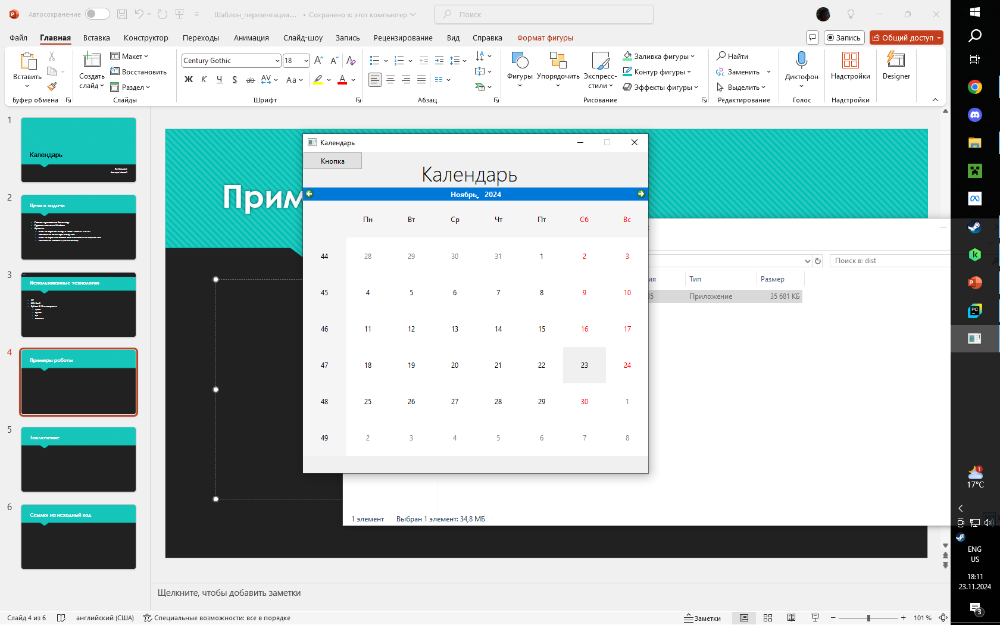 Автосохранение
Шаблон_перезентации.... • Сохранено в: этот компьютер
Поиск
Файл Главная Вставка Конструктор Переходы Анимация Слайд-шоу Запись Рецензирование Вид Справка Формат фигуры
Запись Общий доступ
Вставить
Буфер обмена
Создать слайд
Макет
Восстановить
Раздел
Слайды
Century Gothic 18
Ж К Ч S ab AV Aa A
Шрифт
Абзац
Фигуры
Упорядочить
Экспресс-стили
Заливка фигуры
Контур фигуры
Эффекты фигуры
Рисование
Найти
Заменить
Выделить
Редактирование
Диктофон
Голос
Надстройки
Надстройки
Designer
1
Календарь
2
Цели и задачи
3
Использованные технологии
4
Примеры работы
5
Заключение
6
Ссылки на исходный код
Прим
Календарь
Кнопка
Календарь
Ноябрь 2024
Пн Вт Ср Чт Пт Сб Вс
44 28 29 30 31 1 2 3
45 4 5 6 7 8 9 10
46 11 12 13 14 15 16 17
47 18 19 20 21 22 23 24
48 25 26 27 28 29 30 1
49 2 3 4 5 6 7 8
Поиск в: dist
ия Тип Размер
35 Приложение 35 681 КБ
1 элемент Выбран 1 элемент: 34,8 МБ
Щелкните, чтобы добавить заметки
Слайд 4 из 6 английский (США) Специальные возможности: все в порядке
Заметки
101 %
1
17°C
ENG
US
18:11
23.11.2024
3